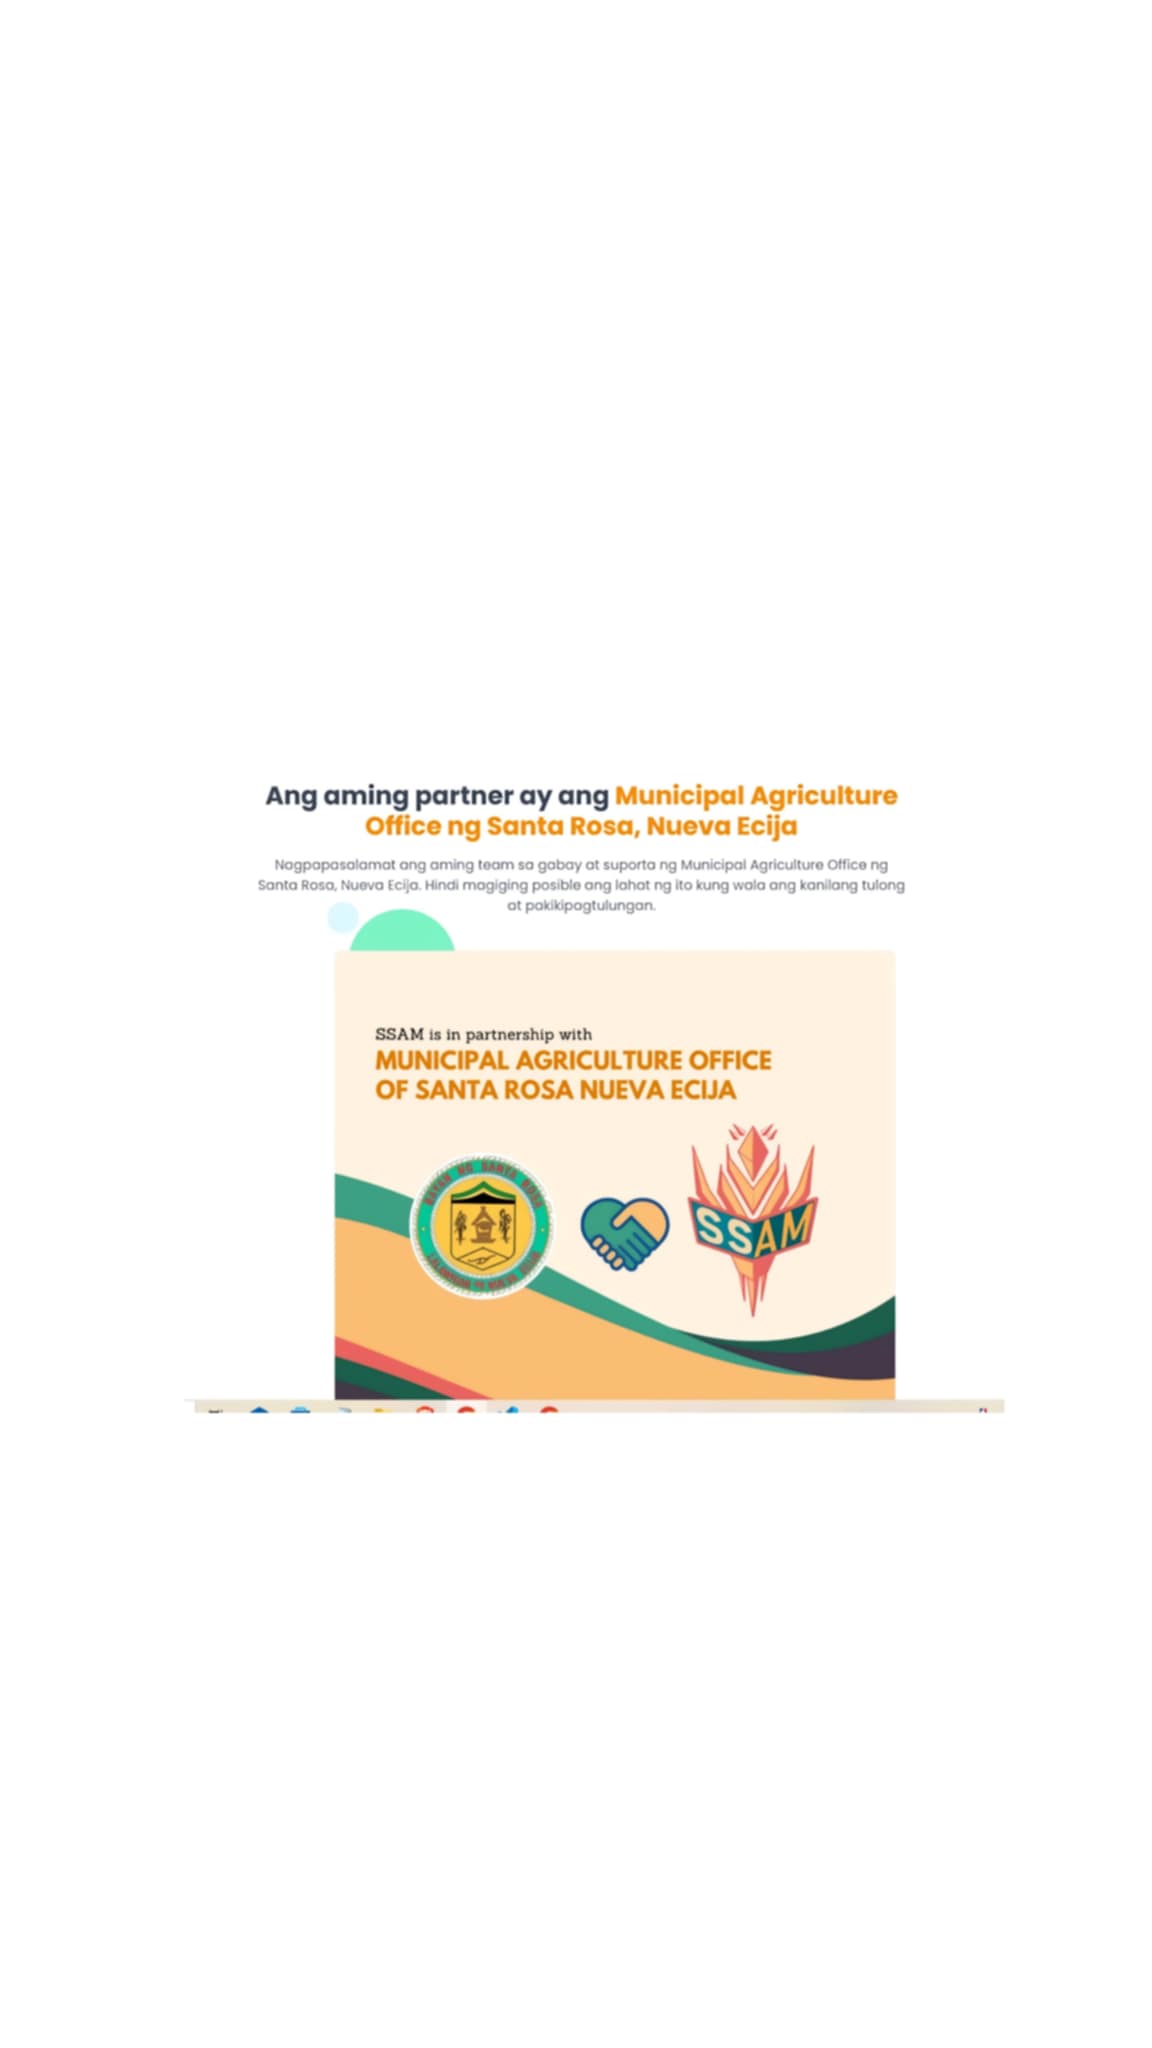 Ang aming partner ay ang Municipal Agriculture
Office ng Santa Rosa, Nueva Ecija
Nagpapasalamat ang aming team sa gabay at suporta ng Municipal Agriculture Office ng
Santa Rosa, Nueva Ecija. Hindi magiging posible ang lahat ng ito kung wala ang kanilang tulong
at pakikipagtulungan.
SSAM is in partnership with
MUNICIPAL AGRICULTURE OFFICE
OF SANTA ROSA NUEVA ECIJA
BAYAN NG SANTA ROSA
SSAM